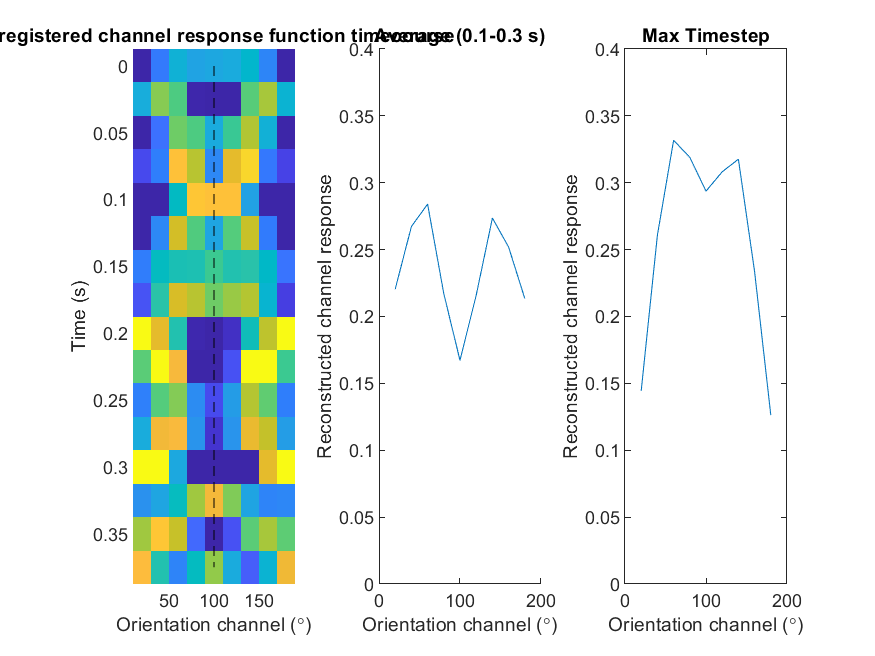 registered channel response function timecourse
Average (0.1-0.3 s)
Max Timestep
Time (s)
0
0.05
0.1
0.15
0.2
0.25
0.3
0.35
50 100 150
Orientation channel (°)
Reconstructed channel response
0.4
0.35
0.3
0.25
0.2
0.15
0.1
0.05
0
0 100 200
Orientation channel (°)
Reconstructed channel response
0.4
0.35
0.3
0.25
0.2
0.15
0.1
0.05
0
0 100 200
Orientation channel (°)